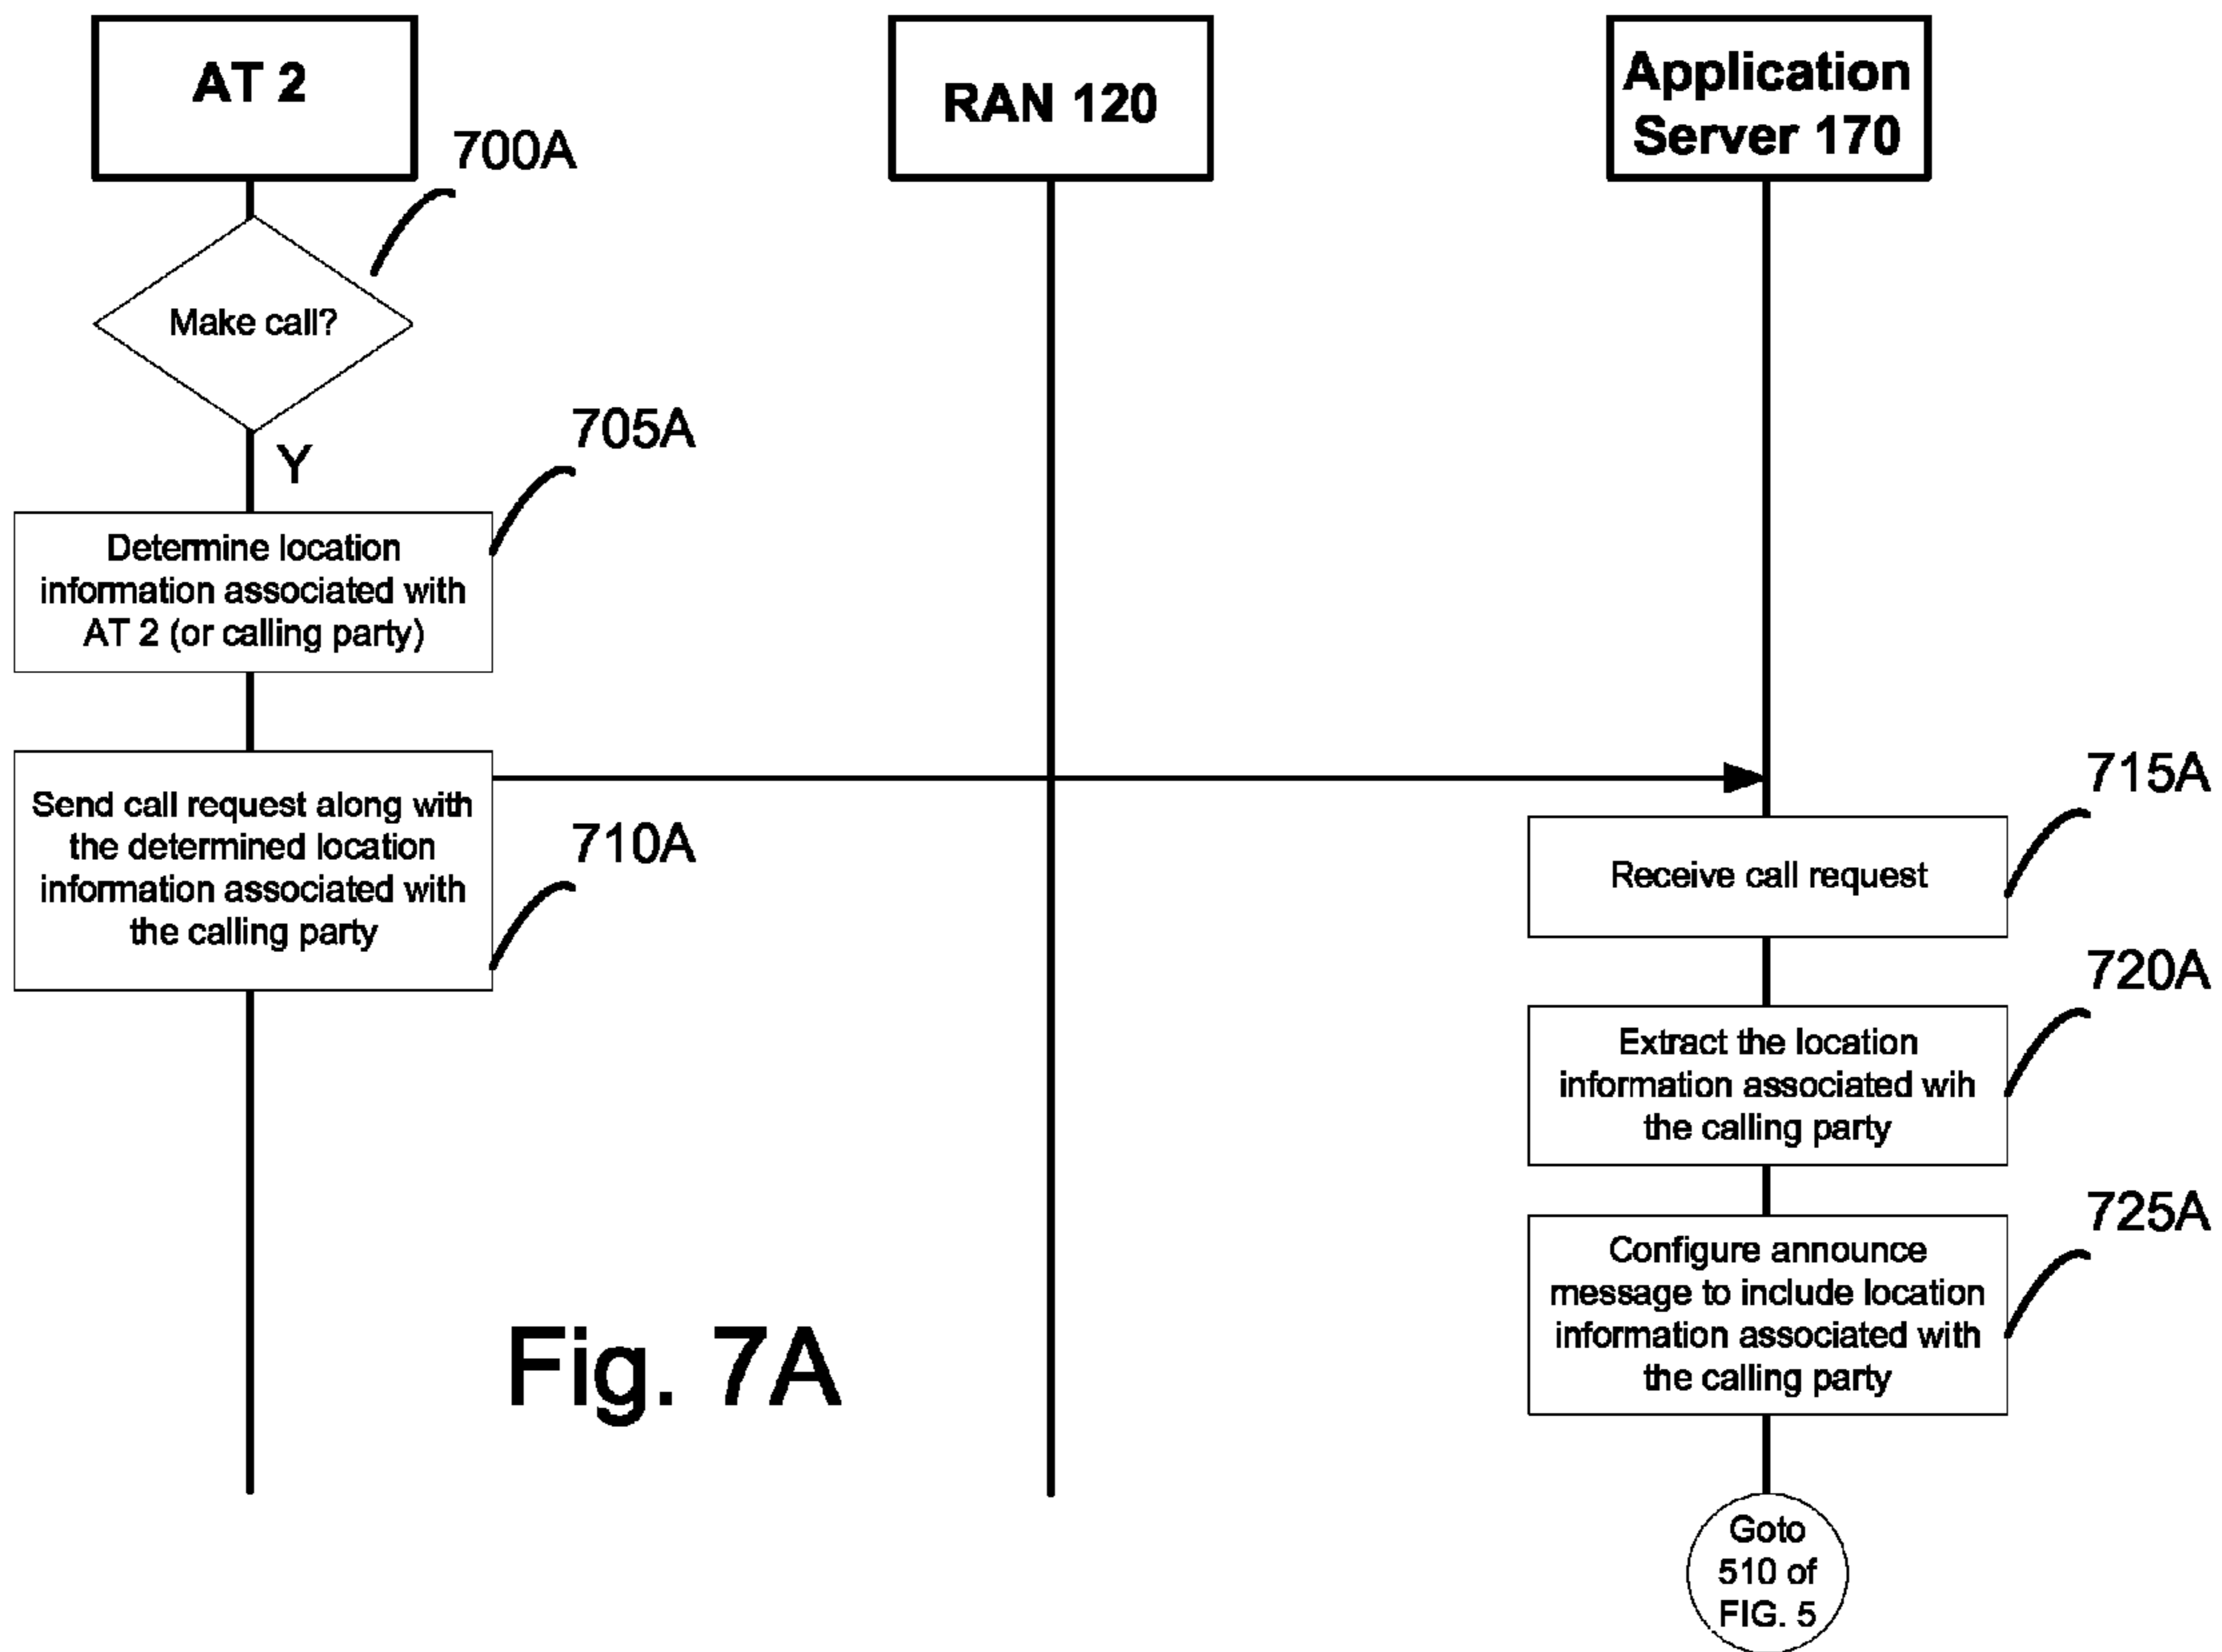 AT 2
RAN 120
Application
Server 170
700A
Make call?
Y
705A
Determine location
information associated with
AT 2 (or calling party)
Send call request along with
the determined location
information associated with
the calling party
710A
715A
Receive call request
720A
Extract the location
information associated wih
the calling party
725A
Configure announce
message to include location
information associated with
the calling party
Fig. 7A
Goto
510 of
FIG. 5